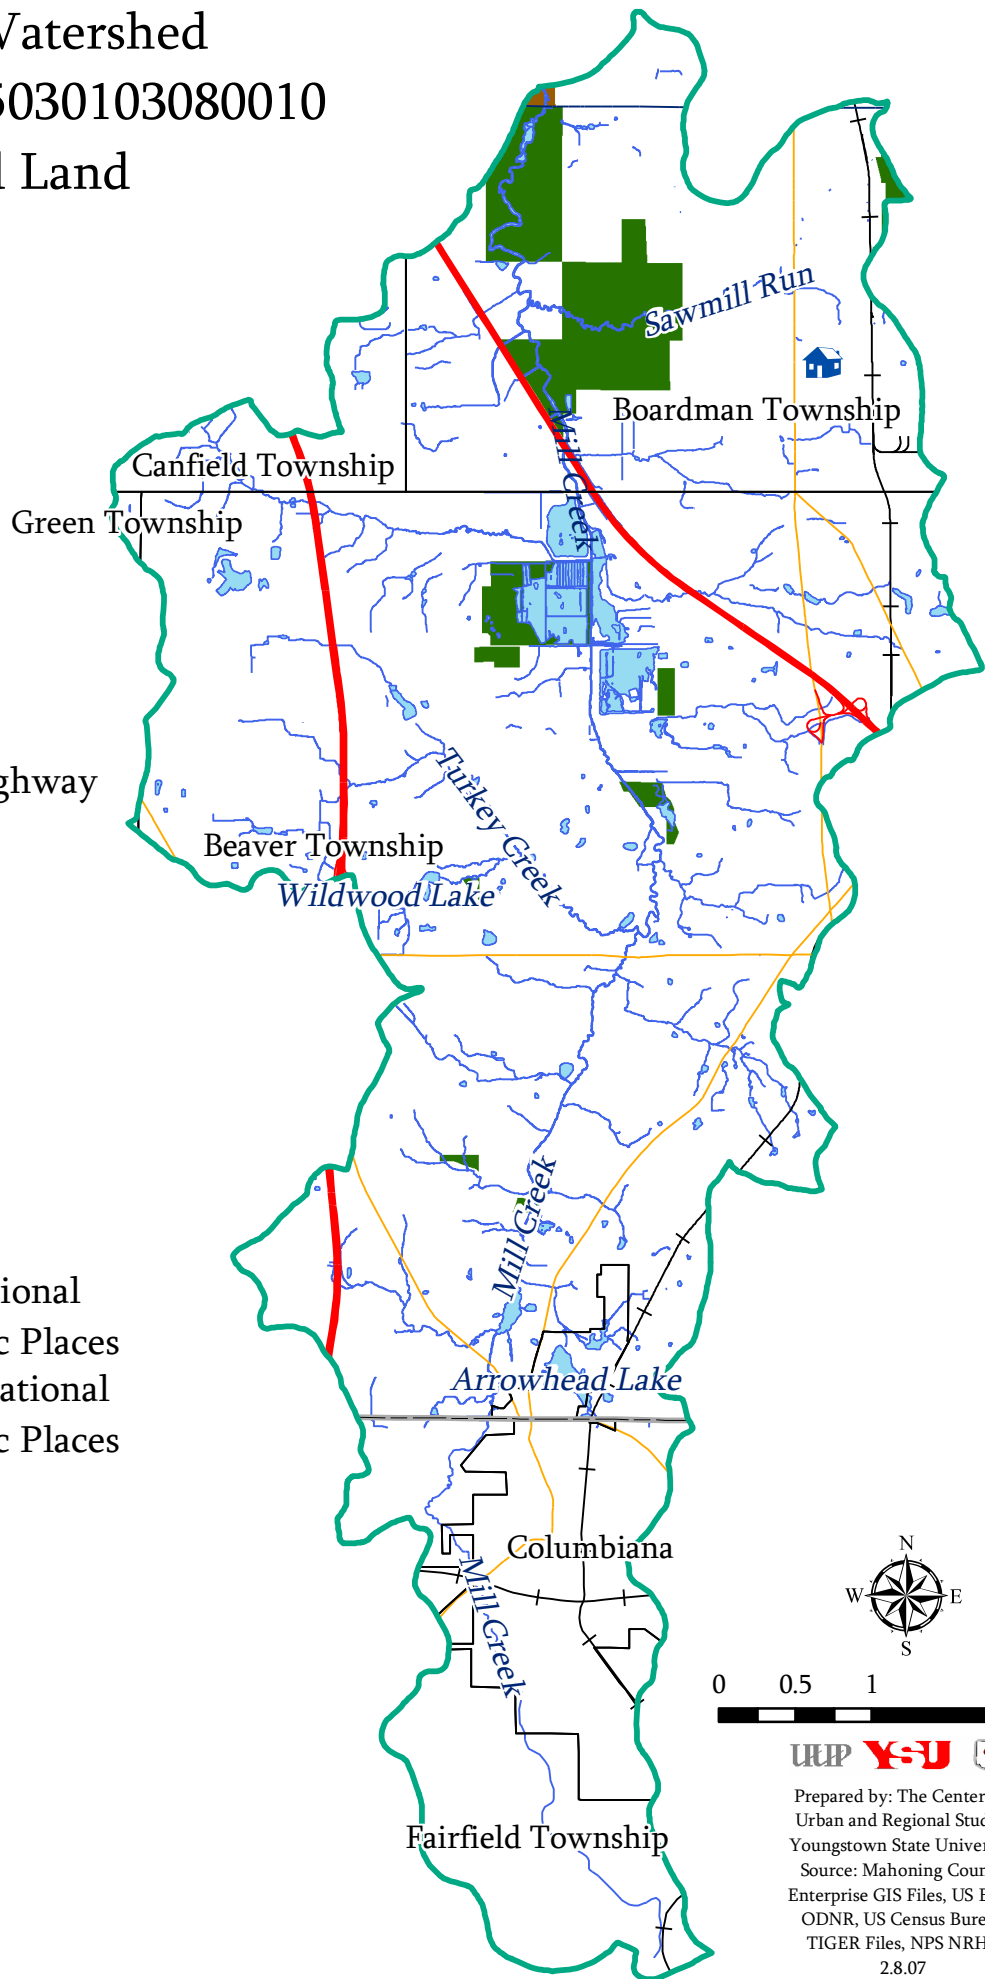 Watershed
5030103080010
l Land
Sawmill Run
Boardman Township
Mill Creek
Canfield Township
Green Township
Turkey Creek
ghway
Beaver Township
Wildwood Lake
Mill Creek
ional
c Places
ational
c Places
Arrowhead Lake
Columbiana
Mill Creek
N
W E
S
0 0.5 1
UUP YSU
Prepared by: The Center
Urban and Regional Stud
Youngstown State Univer
Source: Mahoning Coun
Enterprise GIS Files, US E
ODNR, US Census Bure
TIGER Files, NPS NRH
2.8.07
Fairfield Township